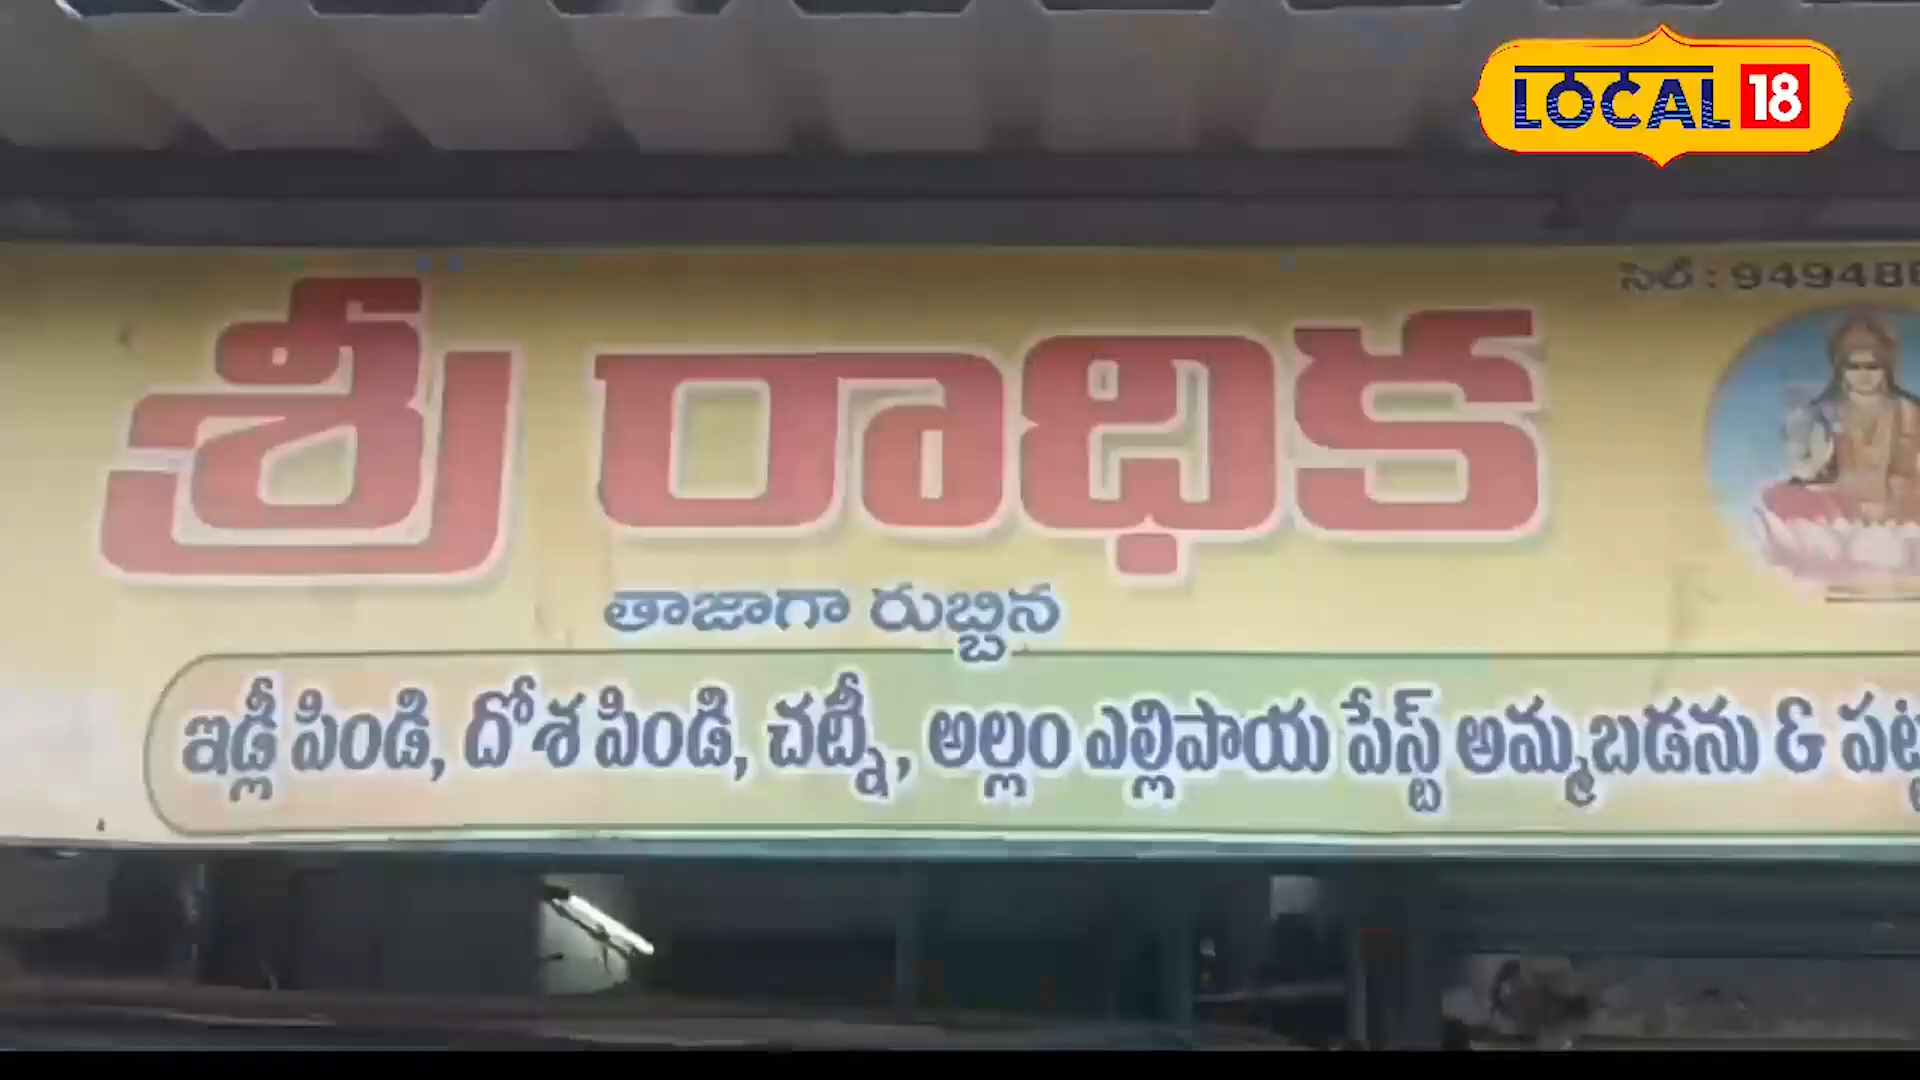 LOCAL 18
సెల్ : 94948
శ్రీ రాధిక
తాజాగా రుబ్బిన
ఇడ్లీ పిండి, దోశ పిండి, చట్నీ, అల్లం ఎల్లిపాయ పేస్ట్ అమ్మబడను &